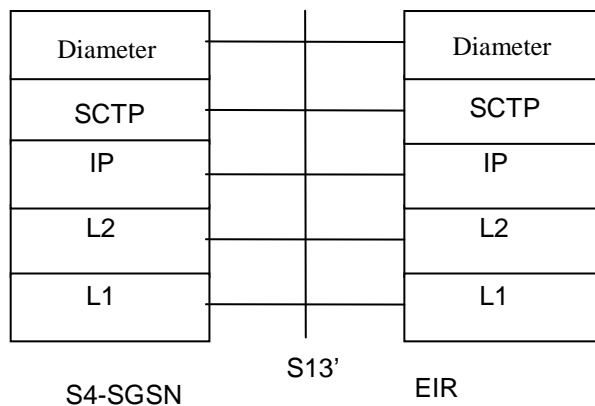 Diameter
Diameter
SCTP
SCTP
IP
IP
L2
L2
L1
L1
S13’
S4-SGSN
EIR